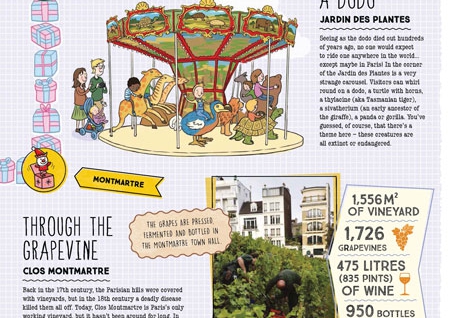 A DODO
JARDIN DES PLANTES
Seeing as the dodo died out hundreds
of years ago, no one would expect
to ride one anywhere in the world...
except maybe in Paris! In the corner
of the Jardin des Plantes is a very
strange carousel. Visitors can whirl
round on a dodo, a turtle with horns,
a thylacine (aka Tasmanian tiger),
a sivatherium (an early ancestor of
the giraffe), a panda or gorilla. You've
guessed, of course, that there's a
theme here – these creatures are
all extinct or endangered.
MONTMARTRE
THROUGH THE
GRAPEVINE
CLOS MONTMARTRE
Back in the 17th century, the Parisian hills were
covered with vineyards, but in the 18th century a deadly disease
killed them all off. Today, Clos Montmartre is Paris's only
working vineyard, but it hasn't been around for long. In
THE GRAPES ARE PRESSED,
FERMENTED AND BOTTLED IN
THE MONTMARTRE TOWN HALL.
1,556 M²
OF VINEYARD
1,726
GRAPEVINES
475 LITRES
(835 PINTS)
OF WINE
950 BOTTLES